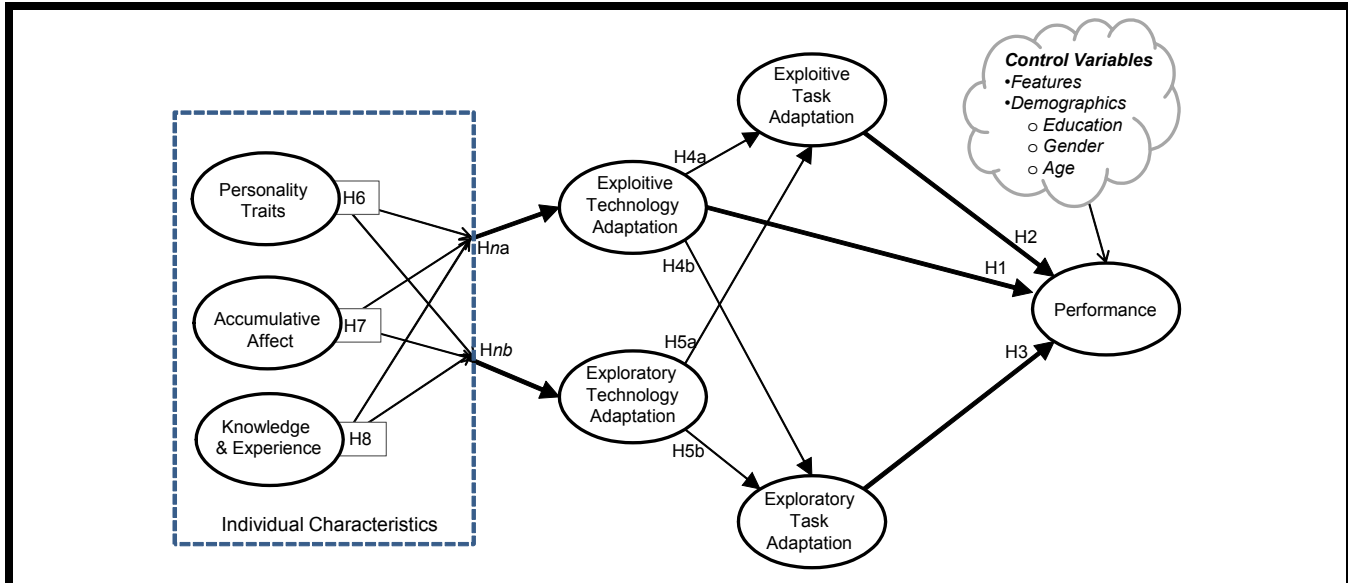 Personality
Traits
H6
Accumulative
Affect
H7
Knowledge
& Experience
H8
Individual Characteristics
Hna
Hnb
Exploitive
Technology
Adaptation
Exploratory
Technology
Adaptation
H4a
H4b
H5a
H5b
Exploitive
Task
Adaptation
Exploratory
Task
Adaptation
H2
H1
H3
Control Variables
•Features
•Demographics
o Education
o Gender
o Age
Performance